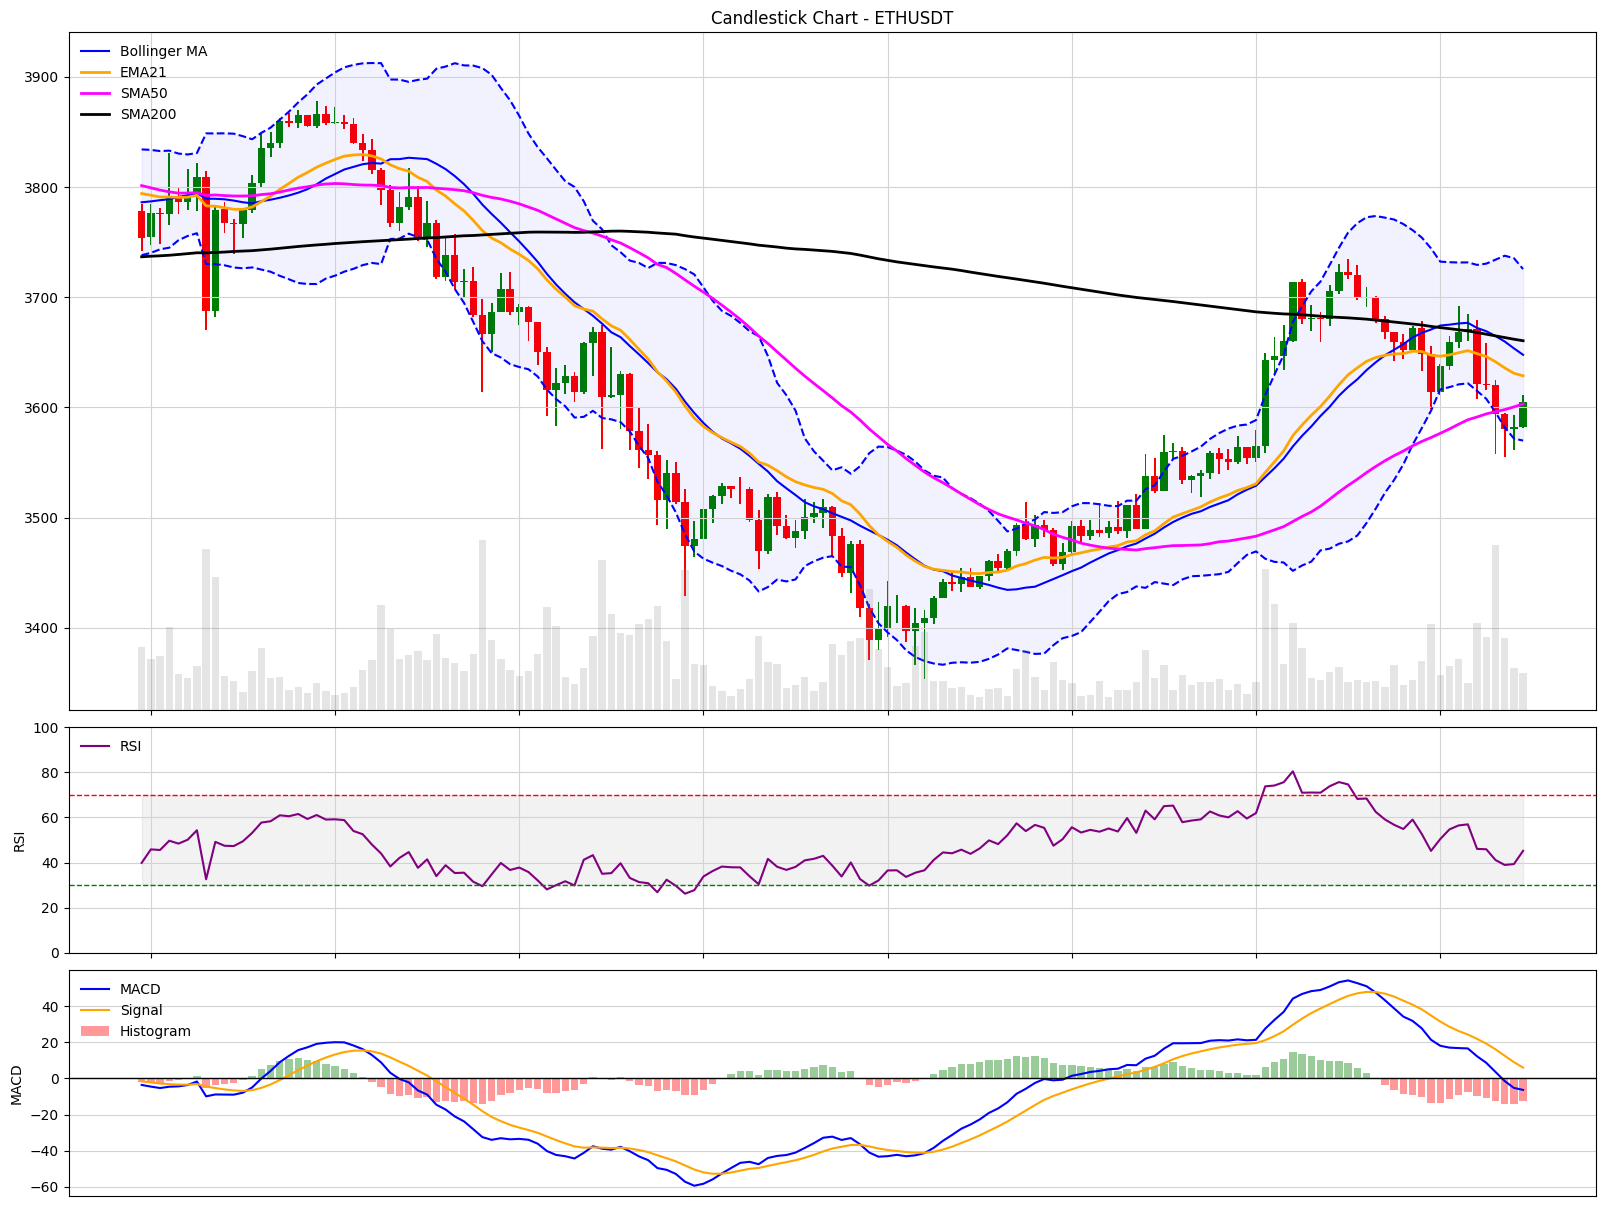 Candlestick Chart - ETHUSDT
Bollinger MA
EMA21
SMA50
SMA200
3900
3800
3700
3600
3500
3400
RSI
100
80
60
40
20
0
RSI
MACD
Signal
Histogram
40
20
0
−20
−40
−60
MACD